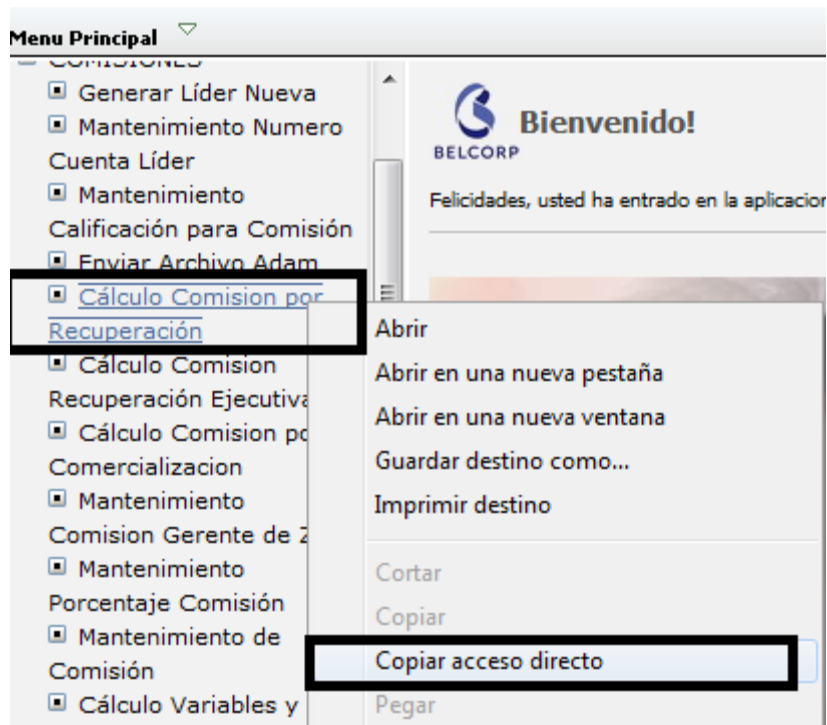 Menu Principal
COMISIONES
Generar Líder Nueva
Mantenimiento Numero
Cuenta Líder
Mantenimiento
Calificación para Comisión
Enviar Archivo Adam
Cálculo Comision por
Recuperación
Cálculo Comision
Recuperación Ejecutiva
Cálculo Comision po
Comercializacion
Mantenimiento
Comision Gerente de Z
Mantenimiento
Porcentaje Comisión
Mantenimiento de
Comisión
Cálculo Variables y
BELCORP
Bienvenido!
Felicidades, usted ha entrado en la aplicacion
Abrir
Abrir en una nueva pestaña
Abrir en una nueva ventana
Guardar destino como...
Imprimir destino
Cortar
Copiar
Copiar acceso directo
Pegar